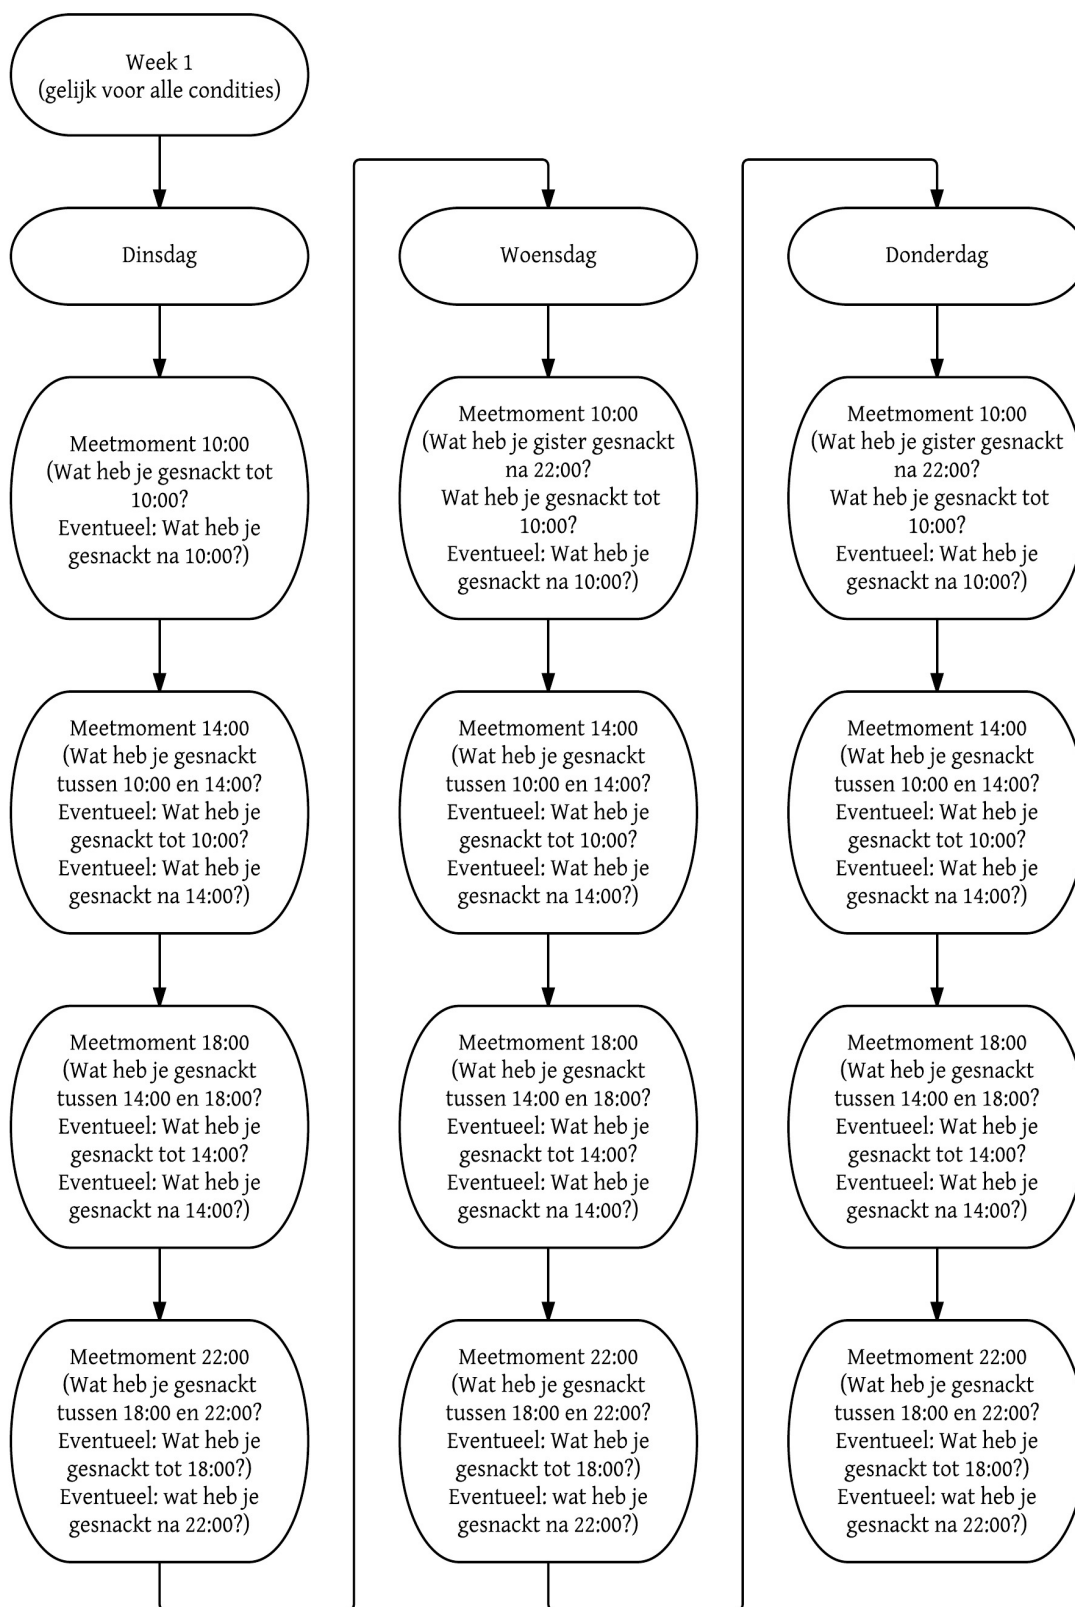 Week 1
(gelijk voor alle condities)
Dinsdag
Meetmoment 10:00
(Wat heb je gesnackt tot
10:00?
Eventueel: Wat heb je
gesnackt na 10:00?)
Meetmoment 14:00
(Wat heb je gesnackt
tussen 10:00 en 14:00?
Eventueel: Wat heb je
gesnackt tot 10:00?
Eventueel: Wat heb je
gesnackt na 14:00?)
Meetmoment 18:00
(Wat heb je gesnackt
tussen 14:00 en 18:00?
Eventueel: Wat heb je
gesnackt tot 14:00?
Eventueel: Wat heb je
gesnackt na 14:00?)
Meetmoment 22:00
(Wat heb je gesnackt
tussen 18:00 en 22:00?
Eventueel: Wat heb je
gesnackt tot 18:00?)
Eventueel: wat heb je
gesnackt na 22:00?)
Woensdag
Meetmoment 10:00
(Wat heb je gister gesnackt
na 22:00?
Wat heb je gesnackt tot
10:00?
Eventueel: Wat heb je
gesnackt na 10:00?)
Meetmoment 14:00
(Wat heb je gesnackt
tussen 10:00 en 14:00?
Eventueel: Wat heb je
gesnackt tot 10:00?
Eventueel: Wat heb je
gesnackt na 14:00?)
Meetmoment 18:00
(Wat heb je gesnackt
tussen 14:00 en 18:00?
Eventueel: Wat heb je
gesnackt tot 14:00?
Eventueel: Wat heb je
gesnackt na 14:00?)
Meetmoment 22:00
(Wat heb je gesnackt
tussen 18:00 en 22:00?
Eventueel: Wat heb je
gesnackt tot 18:00?)
Eventueel: wat heb je
gesnackt na 22:00?)
Donderdag
Meetmoment 10:00
(Wat heb je gister gesnackt
na 22:00?
Wat heb je gesnackt tot
10:00?
Eventueel: Wat heb je
gesnackt na 10:00?)
Meetmoment 14:00
(Wat heb je gesnackt
tussen 10:00 en 14:00?
Eventueel: Wat heb je
gesnackt tot 10:00?
Eventueel: Wat heb je
gesnackt na 14:00?)
Meetmoment 18:00
(Wat heb je gesnackt
tussen 14:00 en 18:00?
Eventueel: Wat heb je
gesnackt tot 14:00?
Eventueel: Wat heb je
gesnackt na 14:00?)
Meetmoment 22:00
(Wat heb je gesnackt
tussen 18:00 en 22:00?
Eventueel: Wat heb je
gesnackt tot 18:00?)
Eventueel: wat heb je
gesnackt na 22:00?)